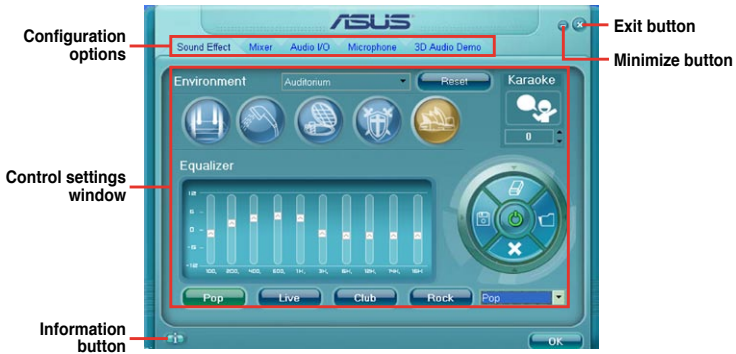 ASUS
Configuration
options
Sound Effect Mixer Audio I/O Microphone 3D Audio Demo
Exit button
Minimize button
Environment Auditorium Reset Karaoke
0
Control settings
window
Equalizer
Pop Live Club Rock Pop
Information
button
OK